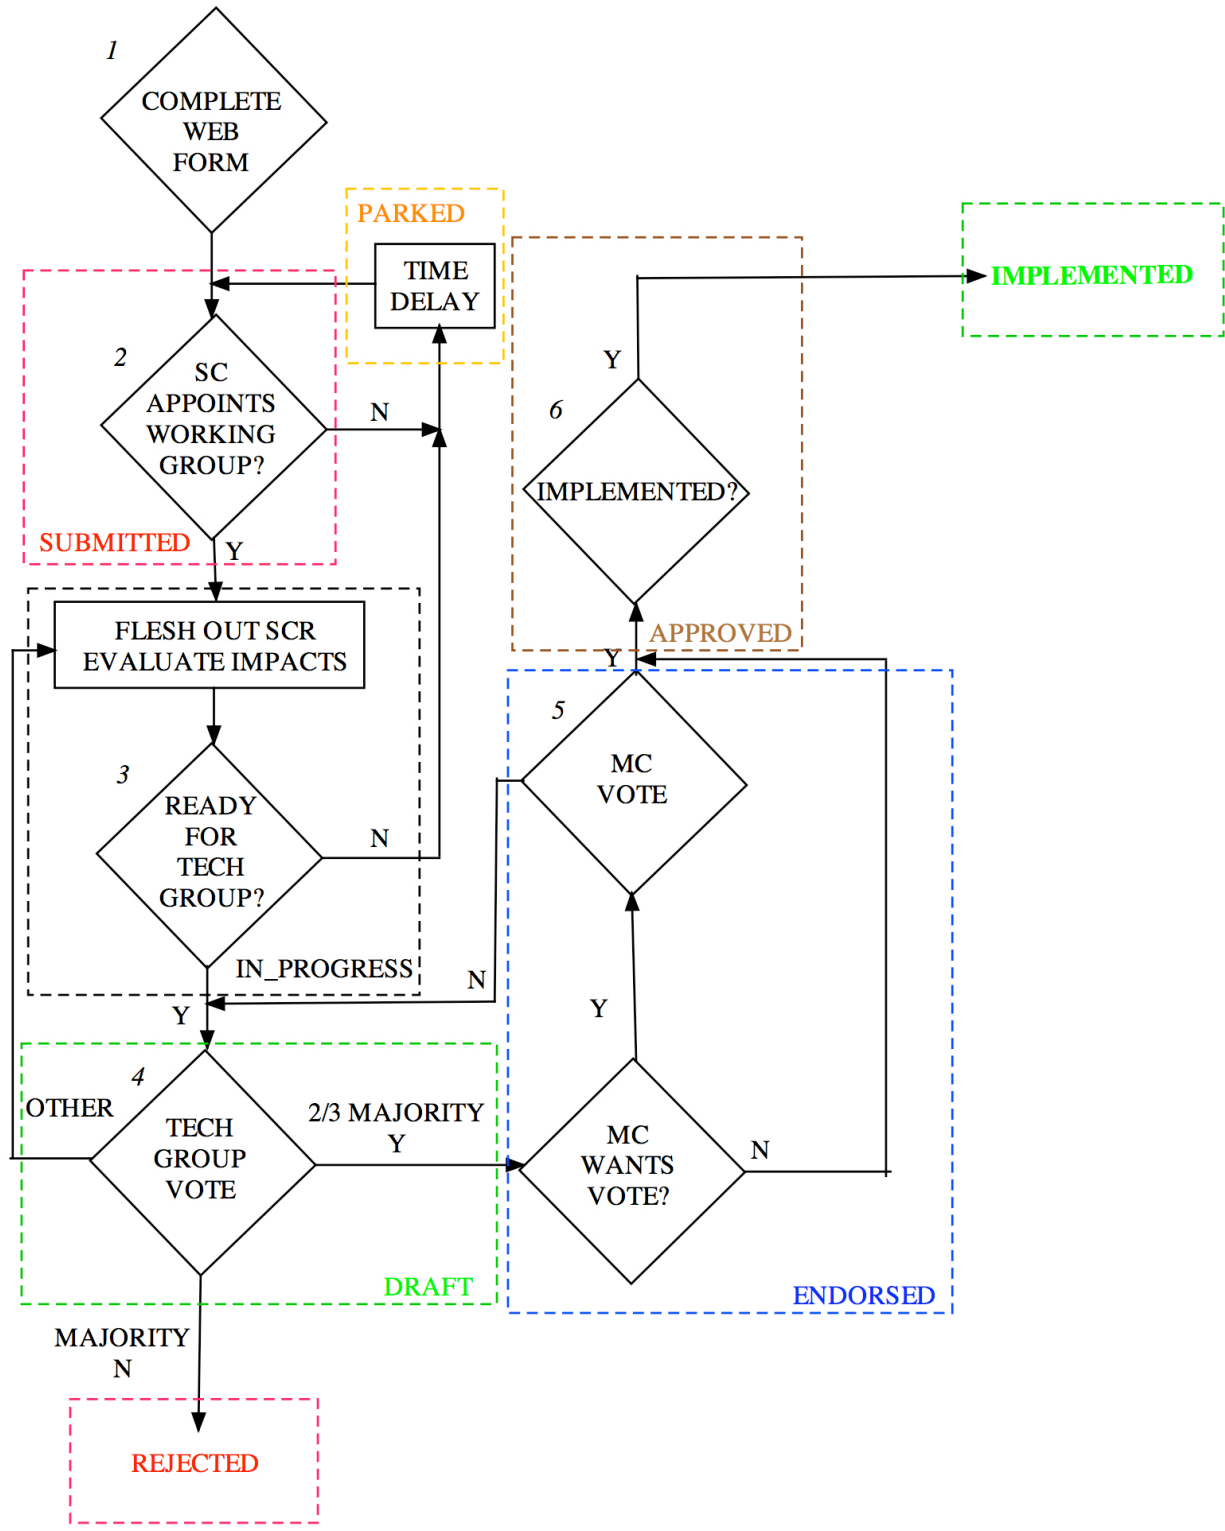 1
COMPLETE
WEB
FORM
PARKED
TIME
DELAY
IMPLEMENTED
2
SC
APPOINTS
WORKING
GROUP?
N
SUBMITTED
Y
Y
6
IMPLEMENTED?
APPROVED
FLESH OUT SCR
EVALUATE IMPACTS
Y
5
MC
VOTE
3
READY
FOR
TECH
GROUP?
N
IN_PROGRESS
N
Y
Y
4
OTHER
TECH
GROUP
VOTE
2/3 MAJORITY
Y
MC
WANTS
VOTE?
N
DRAFT
ENDORSED
MAJORITY
N
REJECTED